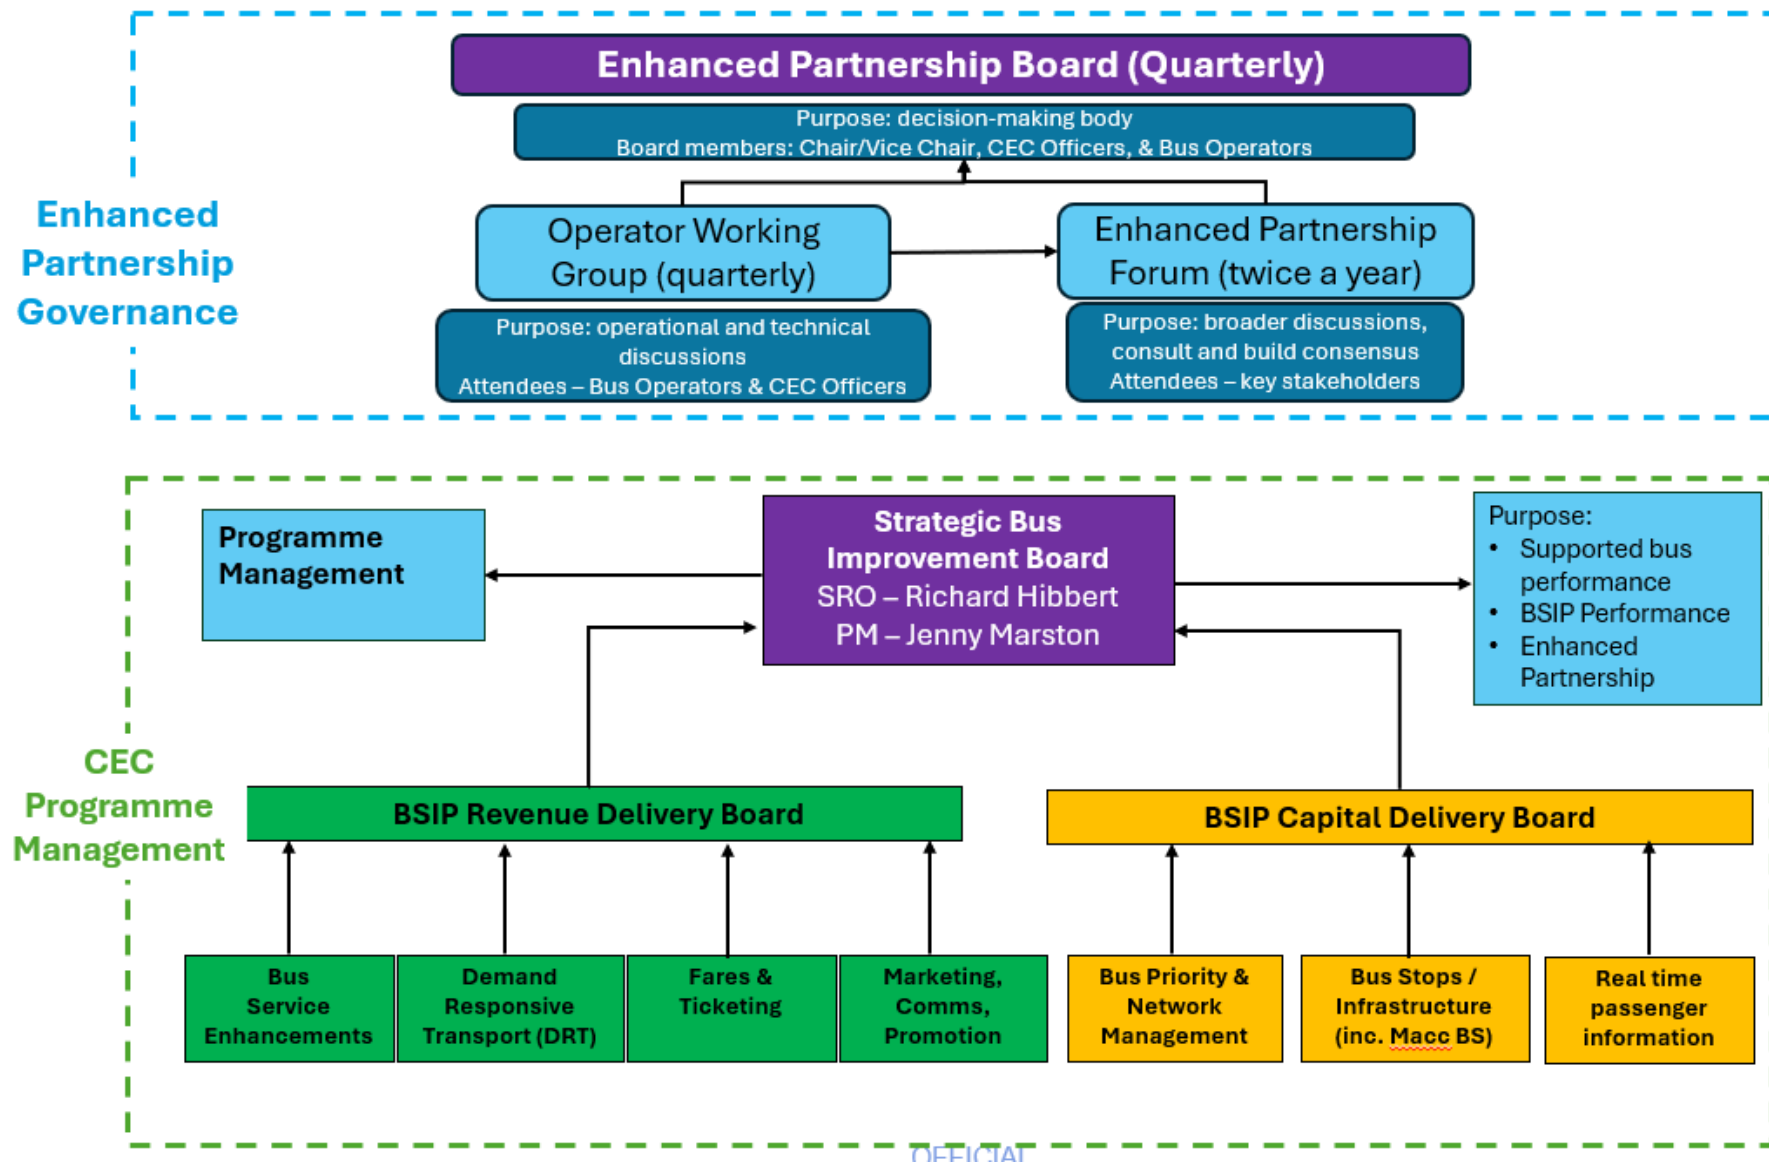 Enhanced Partnership Board (Quarterly)
Purpose: decision-making body
Board members: Chair/Vice Chair, CEC Officers, & Bus Operators
Enhanced
Partnership
Governance
Operator Working
Group (quarterly)
Enhanced Partnership
Forum (twice a year)
Purpose: operational and technical
discussions
Attendees – Bus Operators & CEC Officers
Purpose: broader discussions,
consult and build consensus
Attendees – key stakeholders
Programme
Management
Strategic Bus
Improvement Board
SRO – Richard Hibbert
PM – Jenny Marston
Purpose:
• Supported bus
performance
• BSIP Performance
• Enhanced
Partnership
CEC
Programme
Management
BSIP Revenue Delivery Board
BSIP Capital Delivery Board
Bus
Service
Enhancements
Demand
Responsive
Transport (DRT)
Fares &
Ticketing
Marketing,
Comms,
Promotion
Bus Priority &
Network
Management
Bus Stops /
Infrastructure
(inc. Macc BS)
Real time
passenger
information
OFFICIAL